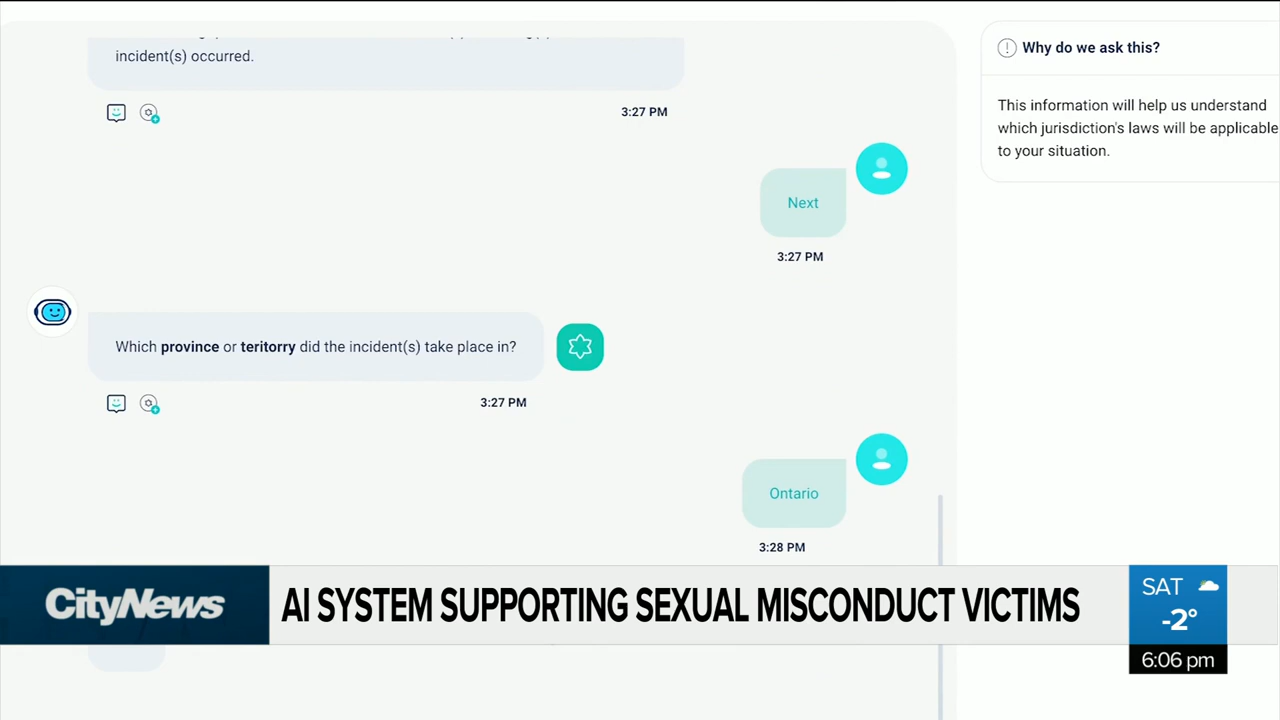 incident(s) occurred.
3:27 PM
Why do we ask this?
This information will help us understand
which jurisdiction's laws will be applicable
to your situation.
Next
3:27 PM
Which province or teritorry did the incident(s) take place in?
3:27 PM
Ontario
3:28 PM
CityNews
AI SYSTEM SUPPORTING SEXUAL MISCONDUCT VICTIMS
SAT
-2°
6:06 pm